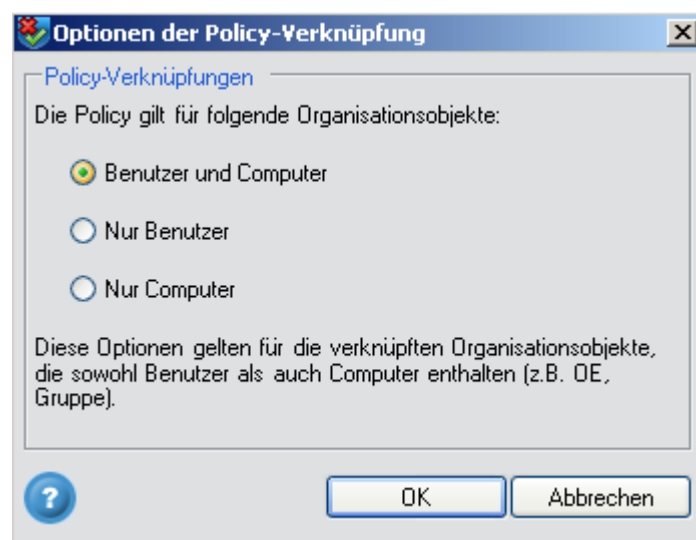 Optionen der Policy-Verknüpfung
Policy-Verknüpfungen
Die Policy gilt für folgende Organisationsobjekte:
Benutzer und Computer
Nur Benutzer
Nur Computer
Diese Optionen gelten für die verknüpften Organisationsobjekte,
die sowohl Benutzer als auch Computer enthalten (z.B. OE,
Gruppe).
?
OK
Abbrechen